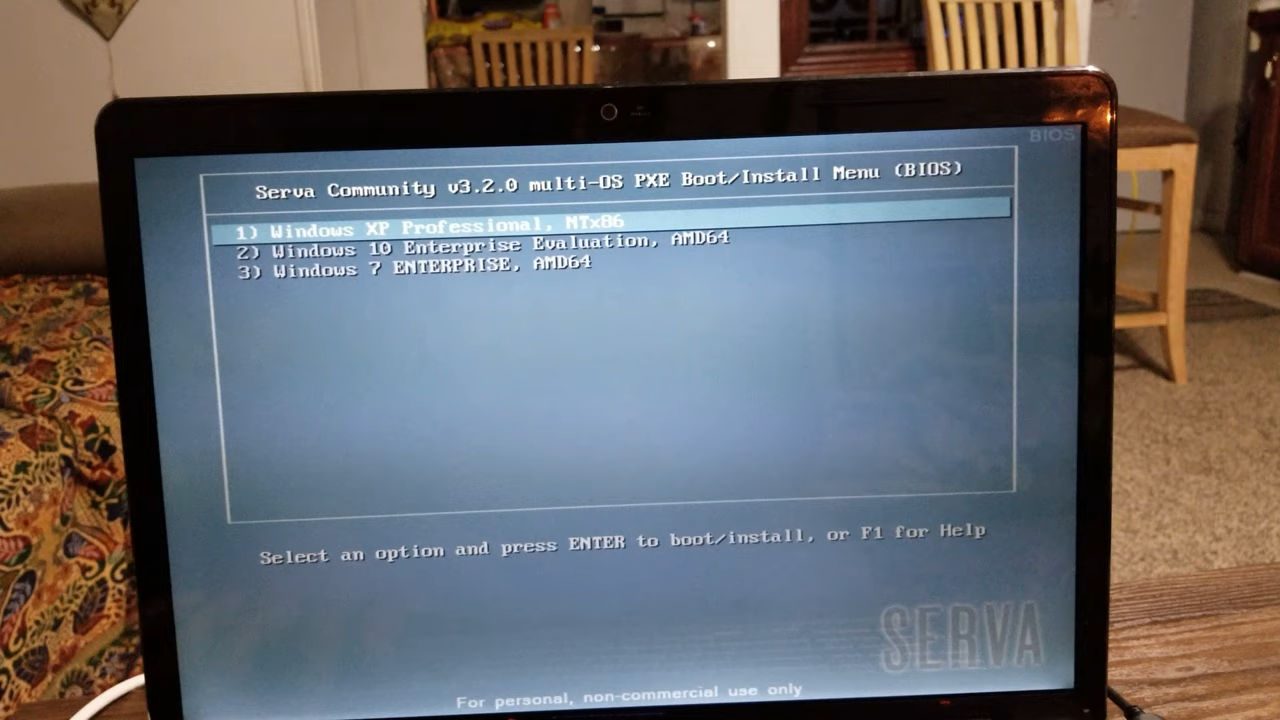 BIOS
Serva Community v3.2.0 multi-OS PXE Boot/Install Menu (BIOS)
1) Windows XP Professional, NTx86
2) Windows 10 Enterprise Evaluation, AMD64
3) Windows 7 ENTERPRISE, AMD64
Select an option and press ENTER to boot/install, or F1 for Help
SERVA
For personal, non-commercial use only